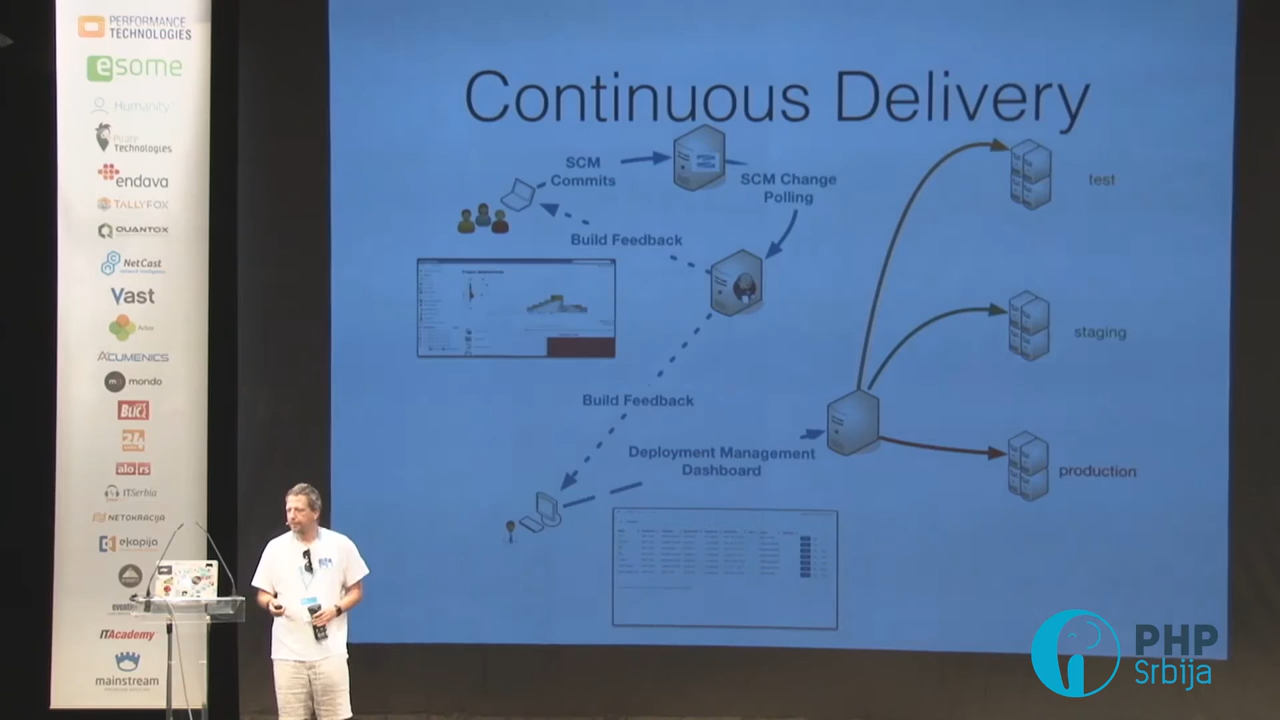 PERFORMANCE
TECHNOLOGIES
esome
Humanity
Pirate
Technologies
endava
TALLYFOX
QUANTOX
NetCast
Vast
ACUMENICS
mondo
BLIC
24
alo rs
ITSerbia
NETOKRACIJA
ekapija
ITAcademy
mainstream
Continuous Delivery
SCM
Commits
SCM Change
Polling
Build Feedback
Build Feedback
Deployment Management
Dashboard
test
staging
production
PHP
Srbija